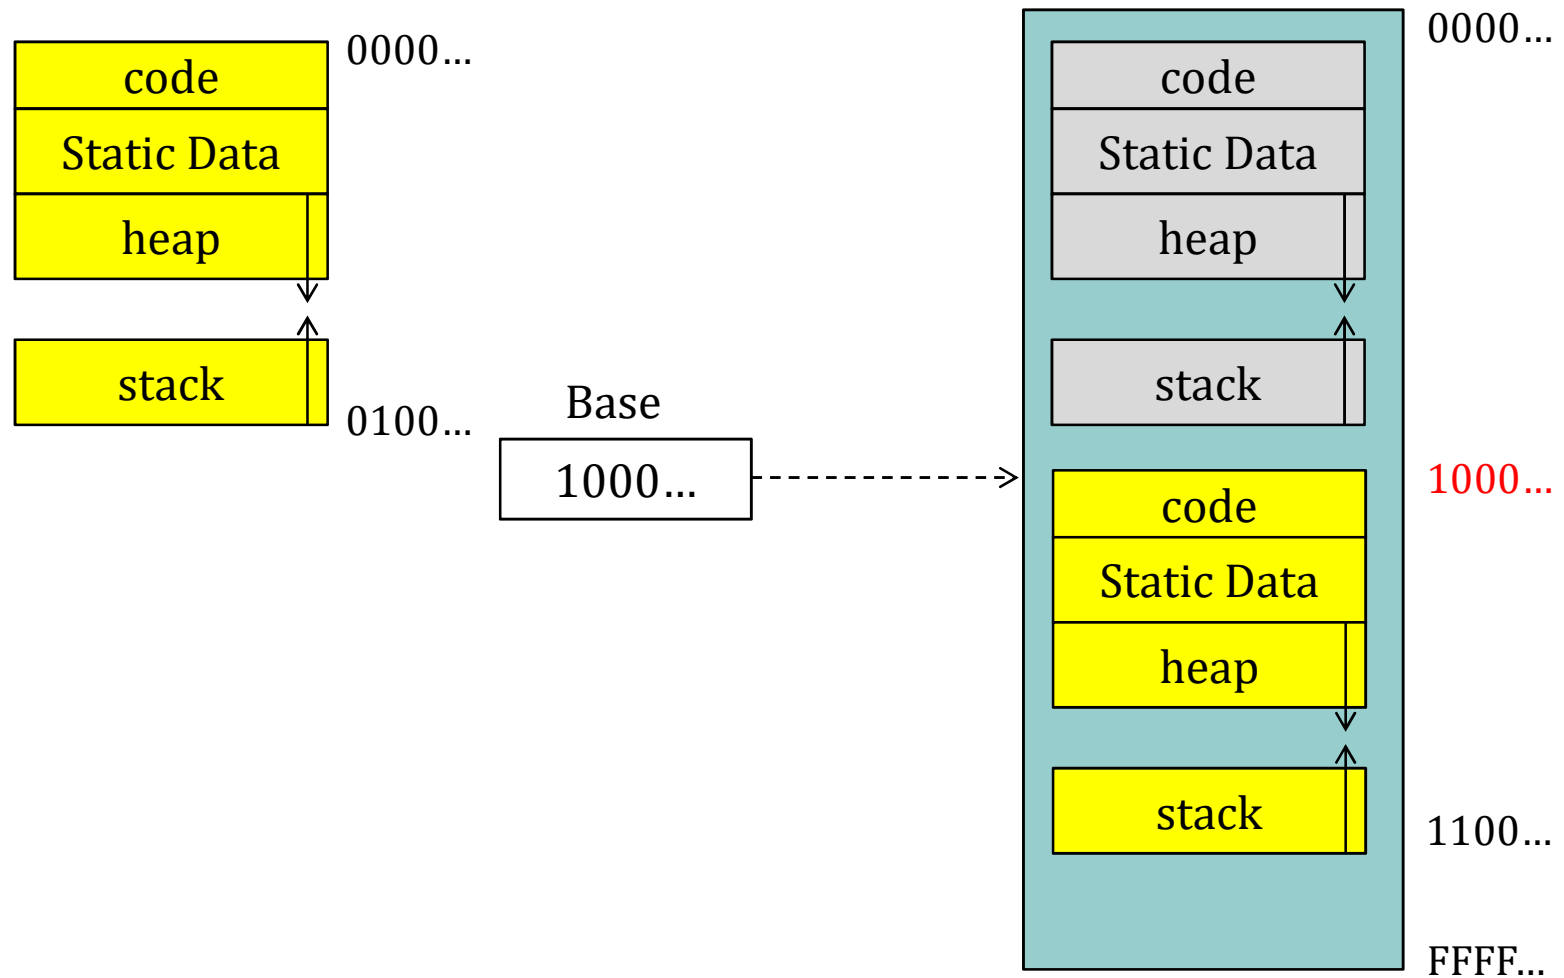 code
0000...
Static Data
heap
stack
0100...
Base
1000...
0000...
code
Static Data
heap
stack
1000...
code
Static Data
heap
stack
1100...
FFFF...